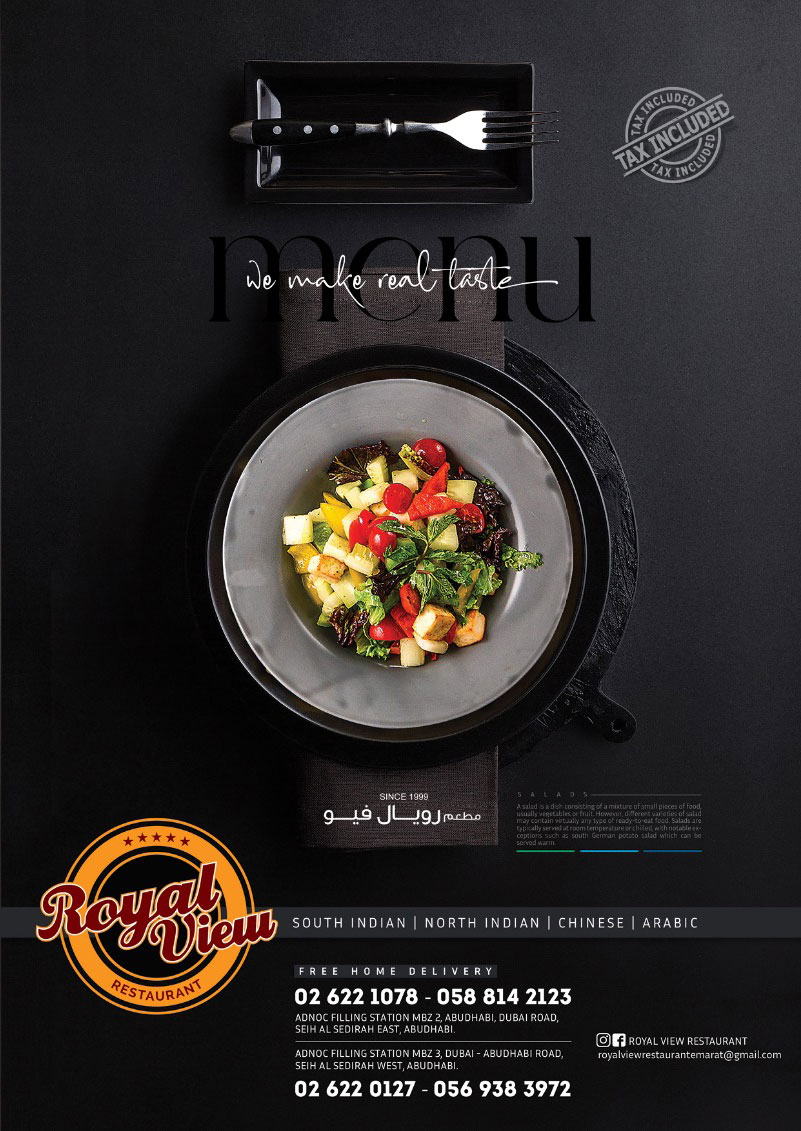 TAX INCLUDED
TAX INCLUDED
TAX INCLUDED
menu
we make real taste
SINCE 1999
مطعم رويال فيو
SALADS
A salad is a dish consisting of a mixture of small pieces of food,
usually vegetables or fruit. However, different varieties of salad
may contain virtually any type of ready-to-eat food. Salads are
typically served at room temperature or chilled, with notable ex-
ceptions such as south German potato salad which can be
served warm.
Royal
View
RESTAURANT
SOUTH INDIAN | NORTH INDIAN | CHINESE | ARABIC
FREE HOME DELIVERY
02 622 1078 - 058 814 2123
ADNOC FILLING STATION MBZ 2, ABUDHABI, DUBAI ROAD,
SEIH AL SEDIRAH EAST, ABUDHABI.
ADNOC FILLING STATION MBZ 3, DUBAI - ABUDHABI ROAD,
SEIH AL SEDIRAH WEST, ABUDHABI.
02 622 0127 - 056 938 3972
ROYAL VIEW RESTAURANT
royalviewrestaurantemarat@gmail.com